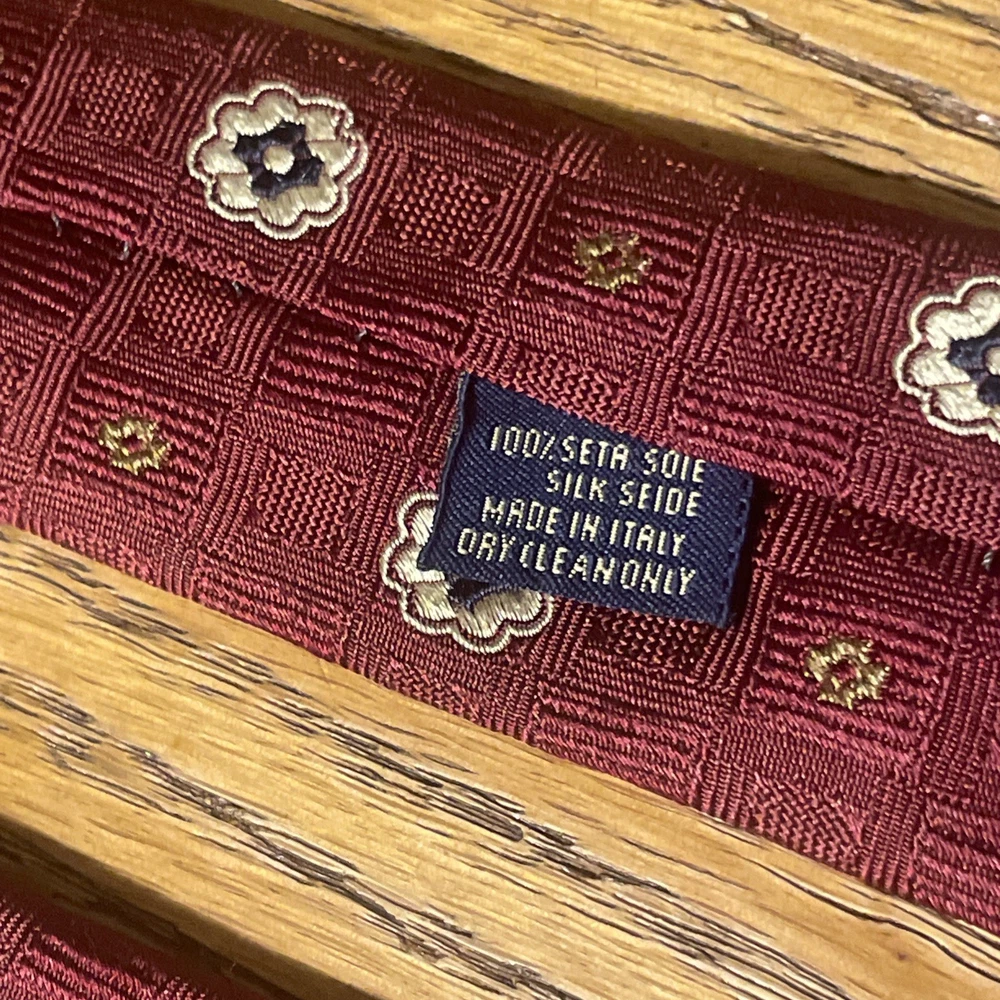 100% SETA SOIE
SILK SEIDE
MADE IN ITALY
DRY CLEAN ONLY